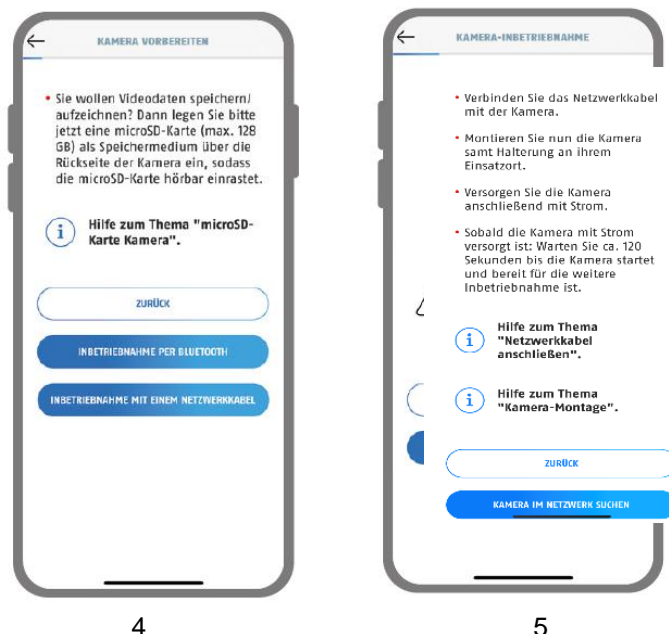 KAMERA VORBEREITEN
• Sie wollen Videodaten speichern/
aufzeichnen? Dann legen Sie bitte
jetzt eine microSD-Karte (max. 128
GB) als Speichermedium über die
Rückseite der Kamera ein, sodass
die microSD-Karte hörbar einrastet.
i
Hilfe zum Thema "microSD-
Karte Kamera".
ZURÜCK
INBETRIEBNAHME PER BLUETOOTH
INBETRIEBNAHME MIT EINEM NETZWERKKABEL
4
KAMERA-INBETRIEBNAHME
• Verbinden Sie das Netzwerkkabel
mit der Kamera.
• Montieren Sie nun die Kamera
samt Halterung an ihrem
Einsatzort.
• Versorgen Sie die Kamera
anschließend mit Strom.
• Sobald die Kamera mit Strom
versorgt ist: Warten Sie ca. 120
Sekunden bis die Kamera startet
und bereit für die weitere
Inbetriebnahme ist.
i
Hilfe zum Thema
"Netzwerkkabel
anschließen".
i
Hilfe zum Thema
"Kamera-Montage".
ZURÜCK
KAMERA IM NETZWERK SUCHEN
5